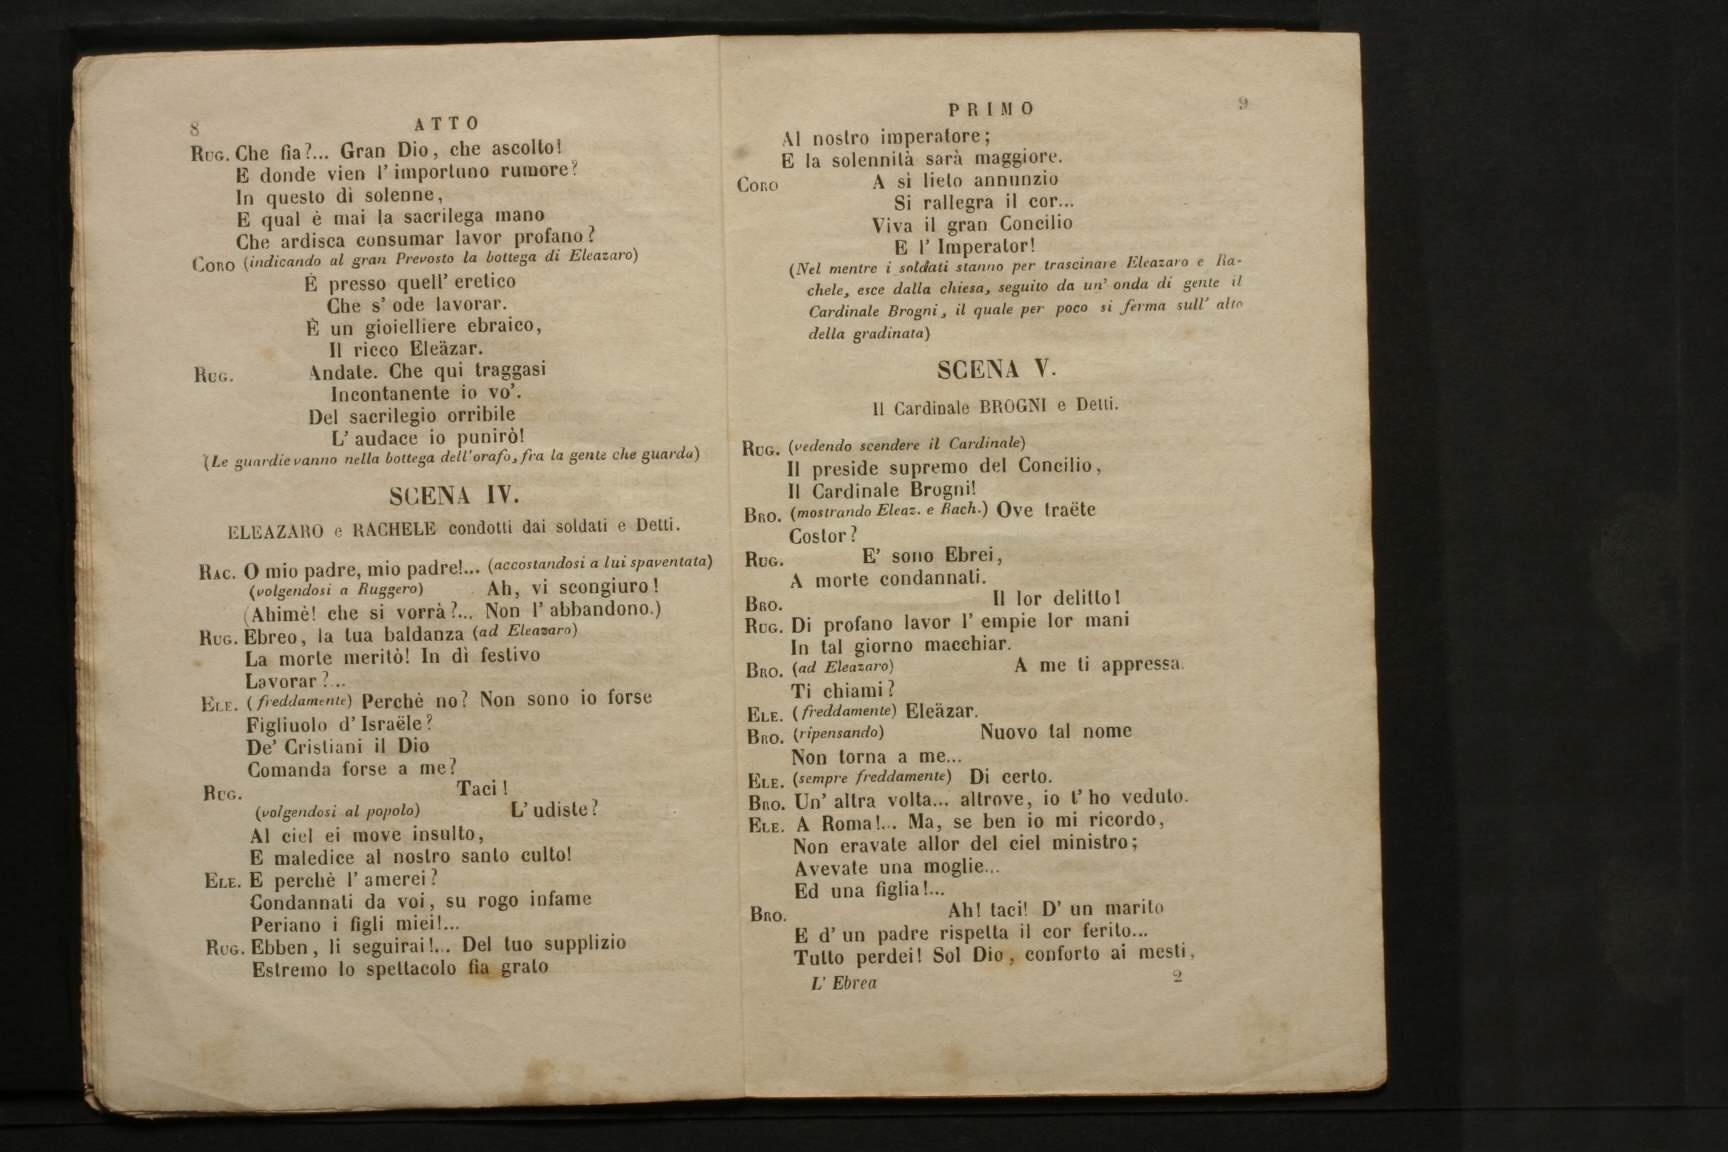 8 ATTO
RUG. Che fia?... Gran Dio, che ascolto!
E donde vien l'importuno rumore?
In questo dì solenne,
E qual è mai la sacrilega mano
Che ardisca consumar lavor profano?
CORO (indicando al gran Prevosto la bottega di Eleazaro)
È presso quell' eretico
Che s' ode lavorar.
È un gioielliere ebraico,
Il ricco Eleäzar.
RUG. Andate. Che qui traggasi
Incontanente io vo'.
Del sacrilegio orribile
L' audace io punirò!
(Le guardie vanno nella bottega dell'orafo, fra la gente che guarda)
SCENA IV.
ELEAZARO e RACHELE condotti dai soldati e Detti.
RAC. O mio padre, mio padre!... (accostandosi a lui spaventata)
(volgendosi a Ruggero) Ah, vi scongiuro!
(Ahimè! che si vorrà?... Non l' abbandono.)
RUG. Ebreo, la tua baldanza (ad Eleazaro)
La morte meritò! In dì festivo
Lavorar?...
ELE. (freddamente) Perchè no? Non sono io forse
Figliuolo d' Israële?
De' Cristiani il Dio
Comanda forse a me?
RUG. Taci!
(volgendosi al popolo) L' udiste?
Al ciel ei move insulto,
E maledice al nostro santo culto!
ELE. E perchè l' amerei?
Condannati da voi, su rogo infame
Periano i figli miei!...
RUG. Ebben, li seguirai!... Del tuo supplizio
Estremo lo spettacolo fia grato
PRIMO 9
Al nostro imperatore;
E la solennità sarà maggiore.
CORO A sì lieto annunzio
Si rallegra il cor...
Viva il gran Concilio
E l' Imperator!
(Nel mentre i soldati stanno per trascinare Eleazaro e Ra-
chele, esce dalla chiesa, seguito da un' onda di gente il
Cardinale Brogni, il quale per poco si ferma sull' alto
della gradinata)
SCENA V.
Il Cardinale BROGNI e Detti.
RUG. (vedendo scendere il Cardinale)
Il preside supremo del Concilio,
Il Cardinale Brogni!
BRO. (mostrando Eleaz. e Rach.) Ove traëte
Costor?
RUG. E' sono Ebrei,
A morte condannati.
BRO. Il lor delitto!
RUG. Di profano lavor l' empie lor mani
In tal giorno macchiar.
BRO. (ad Eleazaro) A me ti appressa.
Ti chiami?
ELE. (freddamente) Eleäzar.
BRO. (ripensando) Nuovo tal nome
Non torna a me...
ELE. (sempre freddamente) Di certo.
BRO. Un' altra volta... altrove, io t' ho veduto.
ELE. A Roma!... Ma, se ben io mi ricordo,
Non eravate allor del ciel ministro;
Avevate una moglie...
Ed una figlia!...
BRO. Ah! taci! D' un marito
E d' un padre rispetta il cor ferito...
Tutto perdei! Sol Dio, conforto ai mesti,
L' Ebrea 2